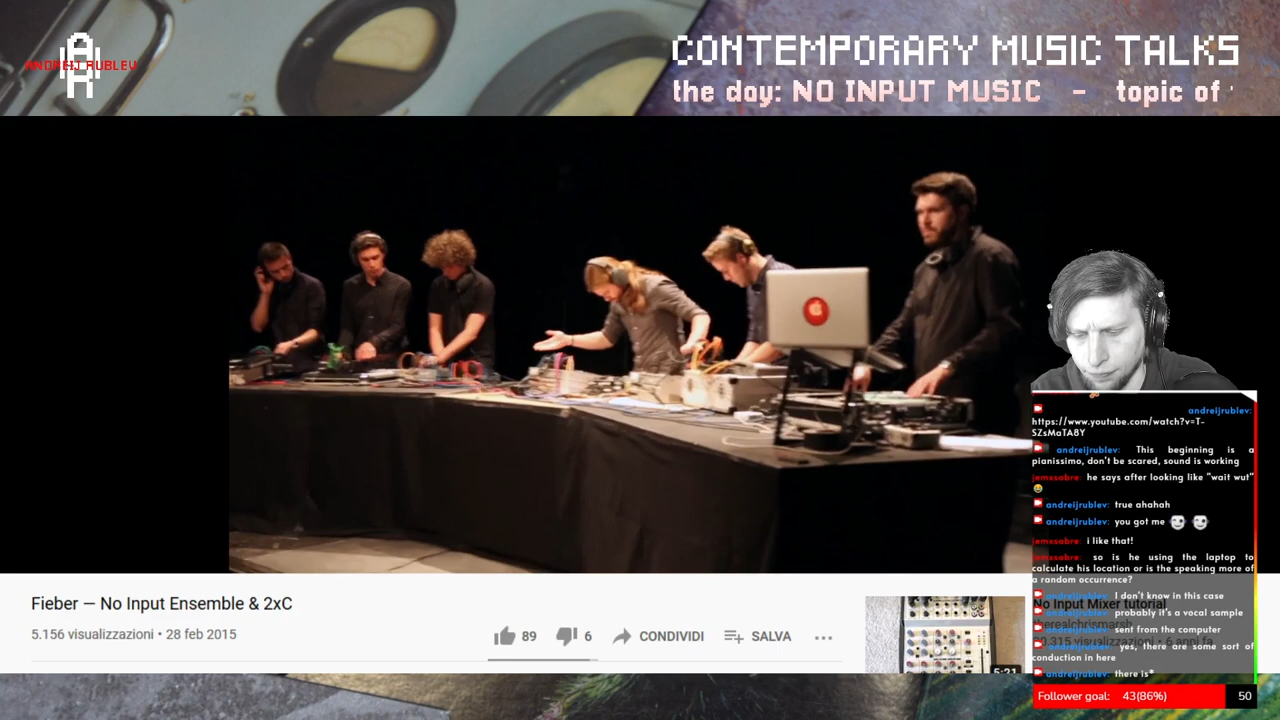 ANDREIJ RUBLEV
CONTEMPORARY MUSIC TALKS
the day: NO INPUT MUSIC - topic of
andreijrublev:
https://www.youtube.com/watch?v=T-
SZsMaTA8Y
andreijrublev: This beginning is a
pianissimo, don't be scared, sound is working
jemssabre: he says after looking like "wait wut"
andreijrublev: true ahahah
andreijrublev: you got me
jemssabre: i like that!
jemssabre: so is he using the laptop to
calculate his location or is the speaking more of
a random occurrence?
andreijrublev: I don't know in this case
andreijrublev: probably it's a vocal sample
andreijrublev: sent from the computer
andreijrublev: yes, there are some sort of
conduction in here
andreijrublev: there is*
Follower goal: 43(86%) 50
Fieber – No Input Ensemble & 2xC
5.156 visualizzazioni • 28 feb 2015
89 6 CONDIVIDI SALVA
No Input Mixer tutorial
therealchrismarsh
5:21